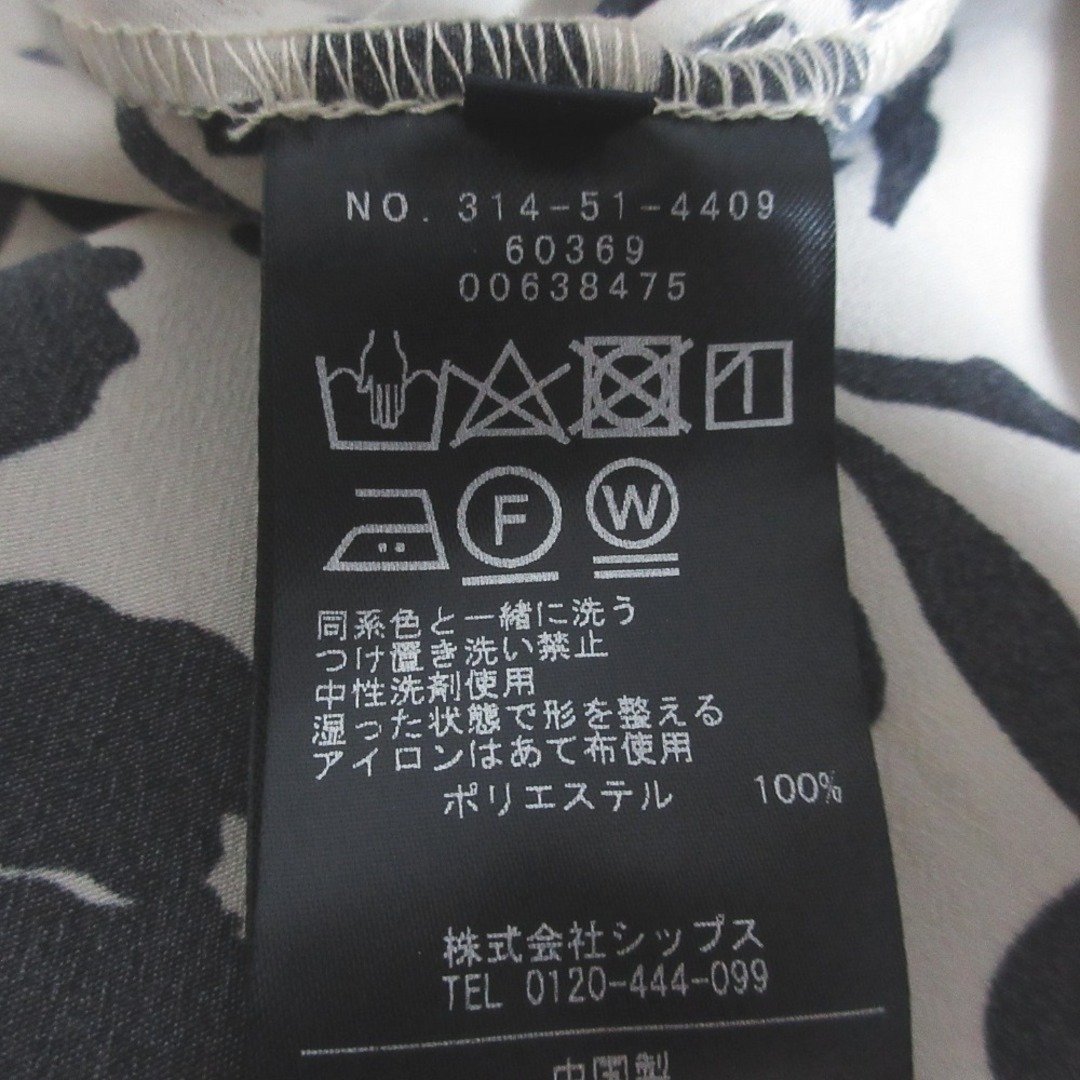 NO. 314-51-4409
60369
00638475
F W
同系色と一緒に洗う
つけ置き洗い禁止
中性洗剤使用
湿った状態で形を整える
アイロンはあて布使用
ポリエステル 100%
株式会社シップス
TEL 0120-444-099
中国製